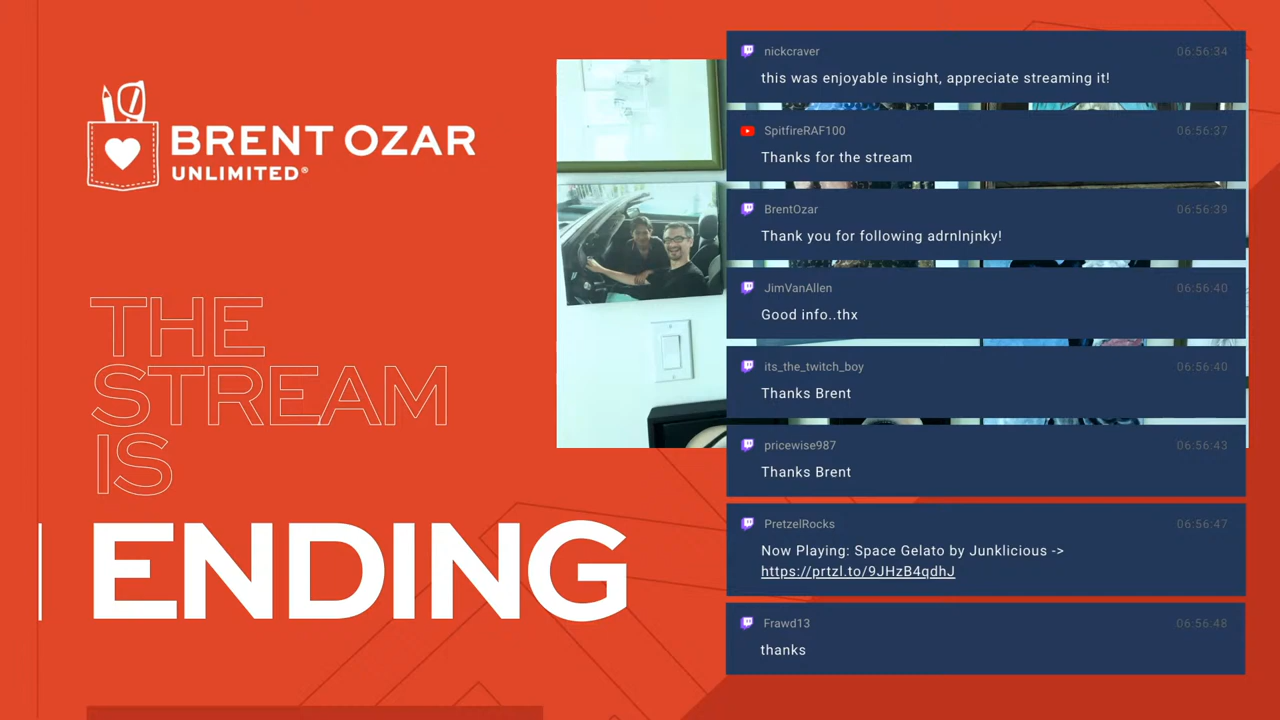 BRENT OZAR
UNLIMITED®
THE
STREAM
IS
ENDING
nickcraver 06:56:34
this was enjoyable insight, appreciate streaming it!
SpitfireRAF100 06:56:37
Thanks for the stream
BrentOzar 06:56:39
Thank you for following adrnlnjnky!
JimVanAllen 06:56:40
Good info..thx
its_the_twitch_boy 06:56:40
Thanks Brent
pricewise987 06:56:43
Thanks Brent
PretzelRocks 06:56:47
Now Playing: Space Gelato by Junklicious ->
https://prtzl.to/9JHzB4qdhJ
Frawd13 06:56:48
thanks